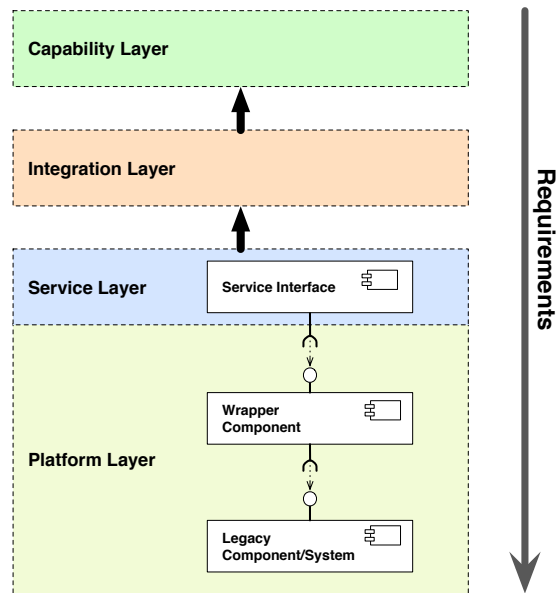 Capability Layer
Integration Layer
Requirements
Service Layer
Service Interface
Wrapper
Component
Platform Layer
Legacy
Component/System